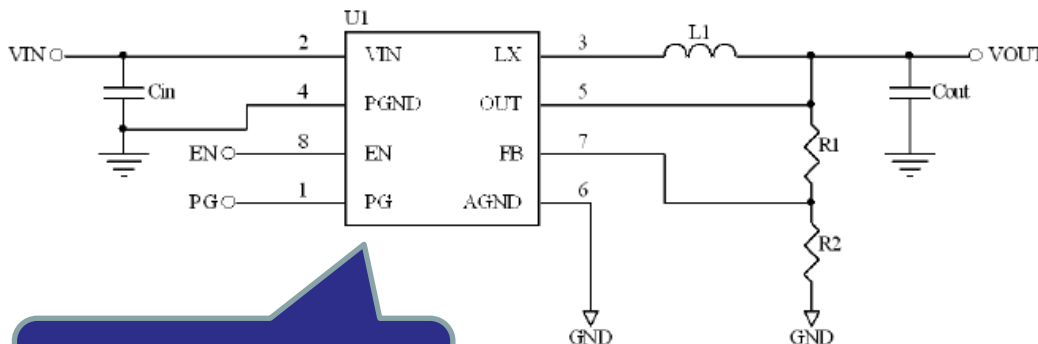 U1
VIN 2 VIN LX 3 L1 VOUT
Cin 4 PGND OUT 5 Cout
EN 8 EN FB 7 R1
PG 1 PG AGND 6
R2
GND GND